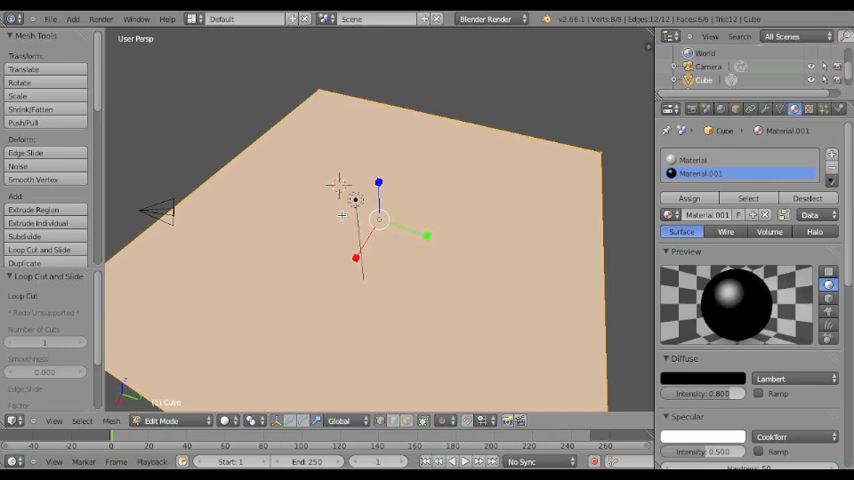 File Add Render Window Help Default Scene Blender Render v2.66.1 | Verts:8/8 | Edges:12/12 | Faces:6/6 | Tris:12 | Cube
Mesh Tools
Transform:
Translate
Rotate
Scale
Shrink/Fatten
Push/Pull
Deform:
Edge Slide
Noise
Smooth Vertex
Add:
Extrude Region
Extrude Individual
Subdivide
Loop Cut and Slide
Duplicate
Loop Cut and Slide
Loop Cut
* Redo Unsupported *
Number of Cuts
1
Smoothness
0.800
Edge Slide
Factor
User Persp
z
y
(1) Cube
View Select Mesh Edit Mode Global
-40 -20 0 20 40 60 80 100 120 140 160 180 200 220 240 260
View Marker Frame Playback Start: 1 End: 250 1 No Sync
View Search All Scenes
World
Camera
Cube
Cube Material.001
Material
Material.001
Assign Select Deselect
Material.001 F Data
Surface Wire Volume Halo
Preview
Diffuse
Lambert
Intensity: 0.800 Ramp
Specular
CookTorr
Intensity: 0.500 Ramp
Hardness: 50